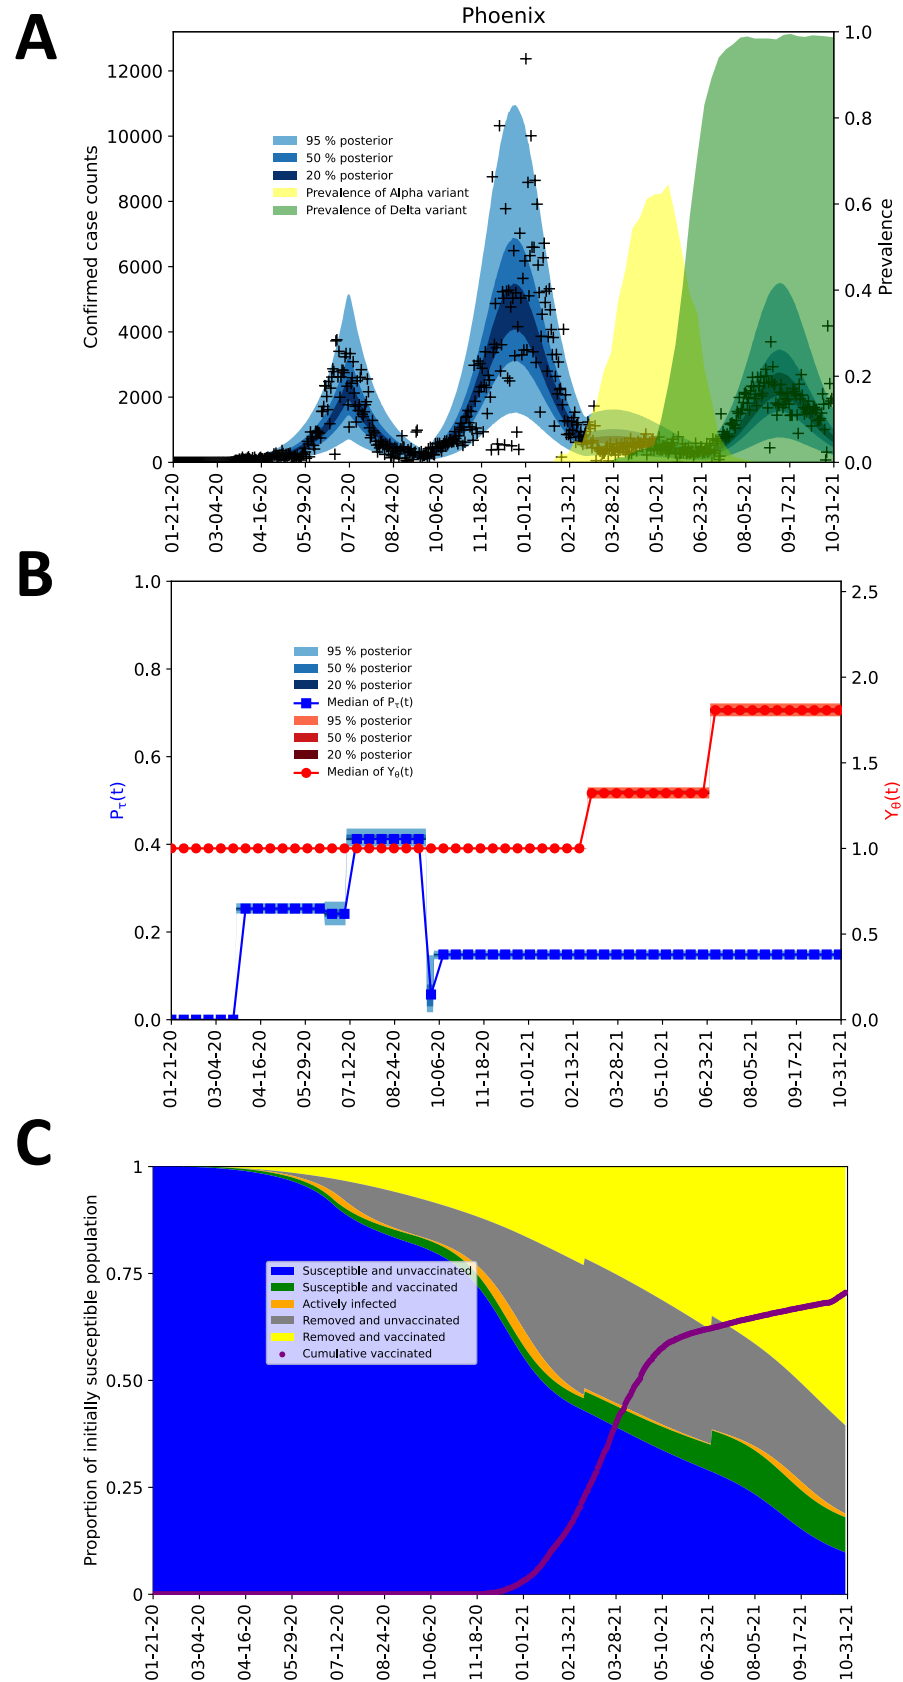 A
Phoenix
Confirmed case counts
12000
10000
8000
6000
4000
2000
0
95 % posterior
50 % posterior
20 % posterior
Prevalence of Alpha variant
Prevalence of Delta variant
1.0
0.8
0.6
0.4
0.2
0.0
Prevalence
01-21-20
03-04-20
04-16-20
05-29-20
07-12-20
08-24-20
10-06-20
11-18-20
01-01-21
02-13-21
03-28-21
05-10-21
06-23-21
08-05-21
09-17-21
10-31-21
B
P_τ(t)
1.0
0.8
0.6
0.4
0.2
0.0
95 % posterior
50 % posterior
20 % posterior
Median of P_τ(t)
95 % posterior
50 % posterior
20 % posterior
Median of Y_θ(t)
2.5
2.0
1.5
1.0
0.5
0.0
Y_θ(t)
01-21-20
03-04-20
04-16-20
05-29-20
07-12-20
08-24-20
10-06-20
11-18-20
01-01-21
02-13-21
03-28-21
05-10-21
06-23-21
08-05-21
09-17-21
10-31-21
C
Proportion of initially susceptible population
1
0.75
0.50
0.25
0
Susceptible and unvaccinated
Susceptible and vaccinated
Actively infected
Removed and unvaccinated
Removed and vaccinated
Cumulative vaccinated
01-21-20
03-04-20
04-16-20
05-29-20
07-12-20
08-24-20
10-06-20
11-18-20
01-01-21
02-13-21
03-28-21
05-10-21
06-23-21
08-05-21
09-17-21
10-31-21